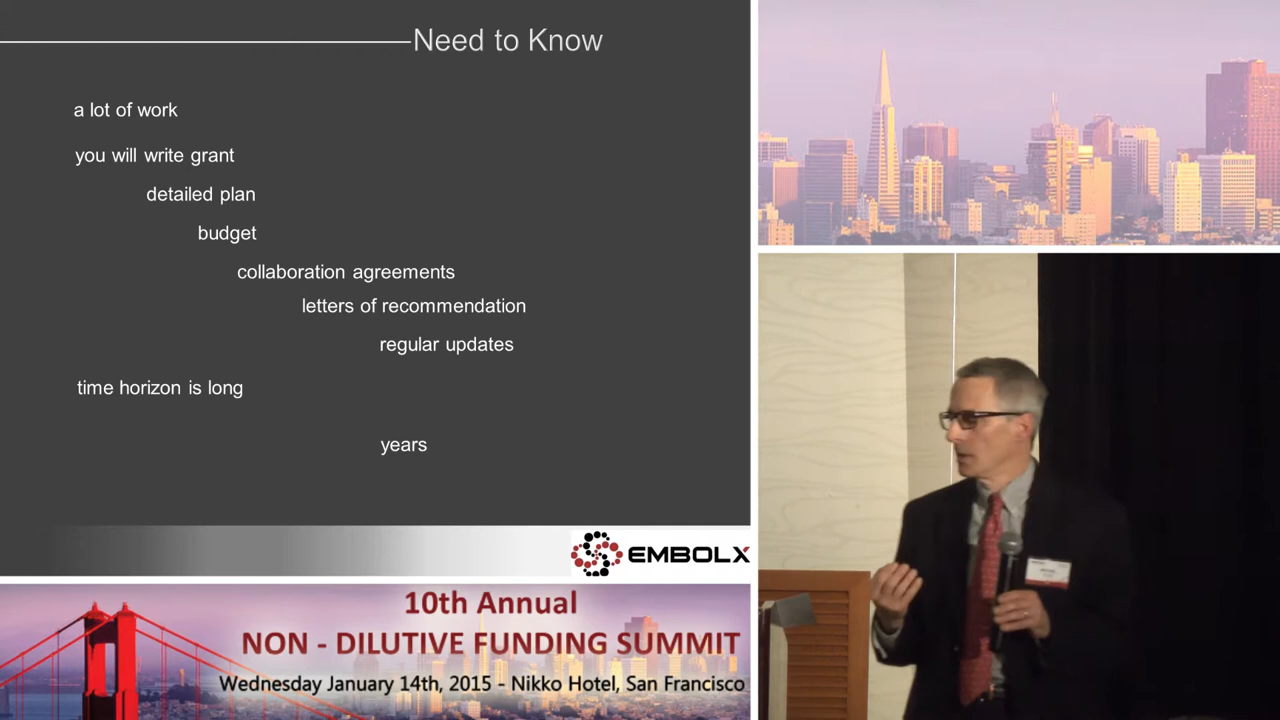 Need to Know
a lot of work
you will write grant
detailed plan
budget
collaboration agreements
letters of recommendation
regular updates
time horizon is long
years
EMBOLX
10th Annual
NON - DILUTIVE FUNDING SUMMIT
Wednesday January 14th, 2015 - Nikko Hotel, San Francisco